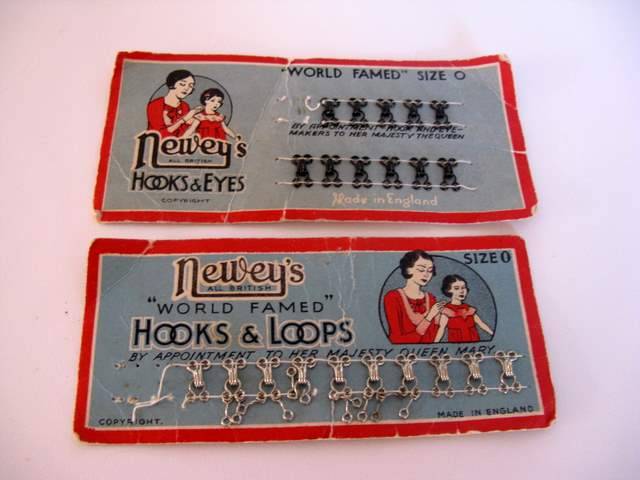 "WORLD FAMED" SIZE 0
BY APPOINTMENT HOOK AND EYE-
MAKERS TO HER MAJESTY THE QUEEN
Newey's
ALL BRITISH
HOOKS & EYES
COPYRIGHT
Made in England
Newey's
ALL BRITISH
SIZE 0
"WORLD FAMED"
HOOKS & LOOPS
BY APPOINTMENT TO HER MAJESTY QUEEN MARY
COPYRIGHT.
MADE IN ENGLAND